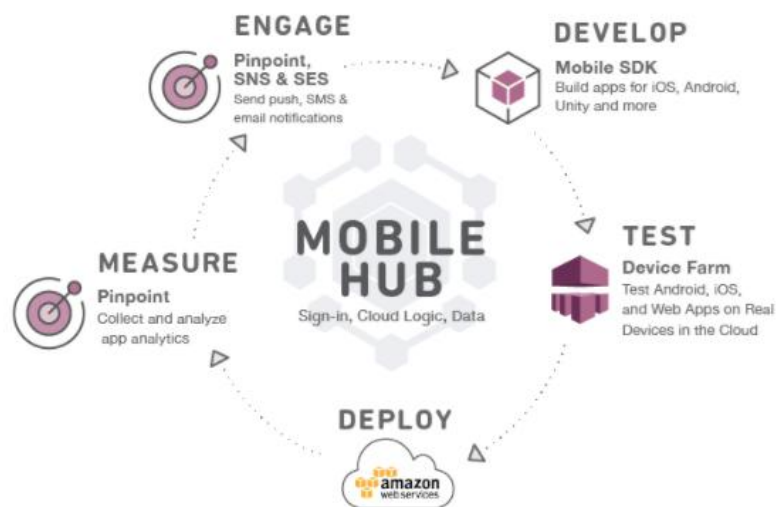 ENGAGE
Pinpoint,
SNS & SES
Send push, SMS &
email notifications
DEVELOP
Mobile SDK
Build apps for iOS, Android,
Unity and more
MOBILE
HUB
Sign-in, Cloud Logic, Data
TEST
Device Farm
Test Android, iOS,
and Web Apps on Real
Devices in the Cloud
MEASURE
Pinpoint
Collect and analyze
app analytics
DEPLOY
amazon
webservices